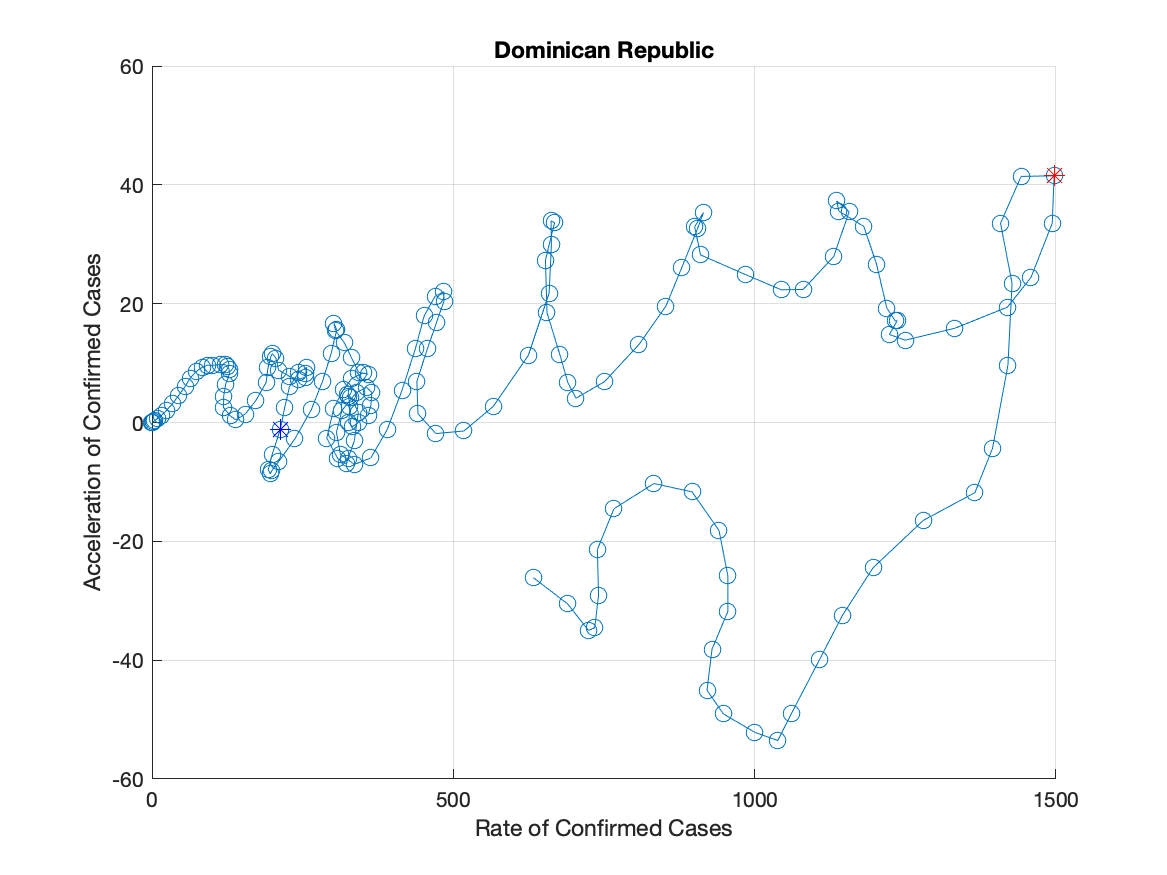 Dominican Republic
60
40
20
0
-20
-40
-60
Acceleration of Confirmed Cases
0 500 1000 1500
Rate of Confirmed Cases